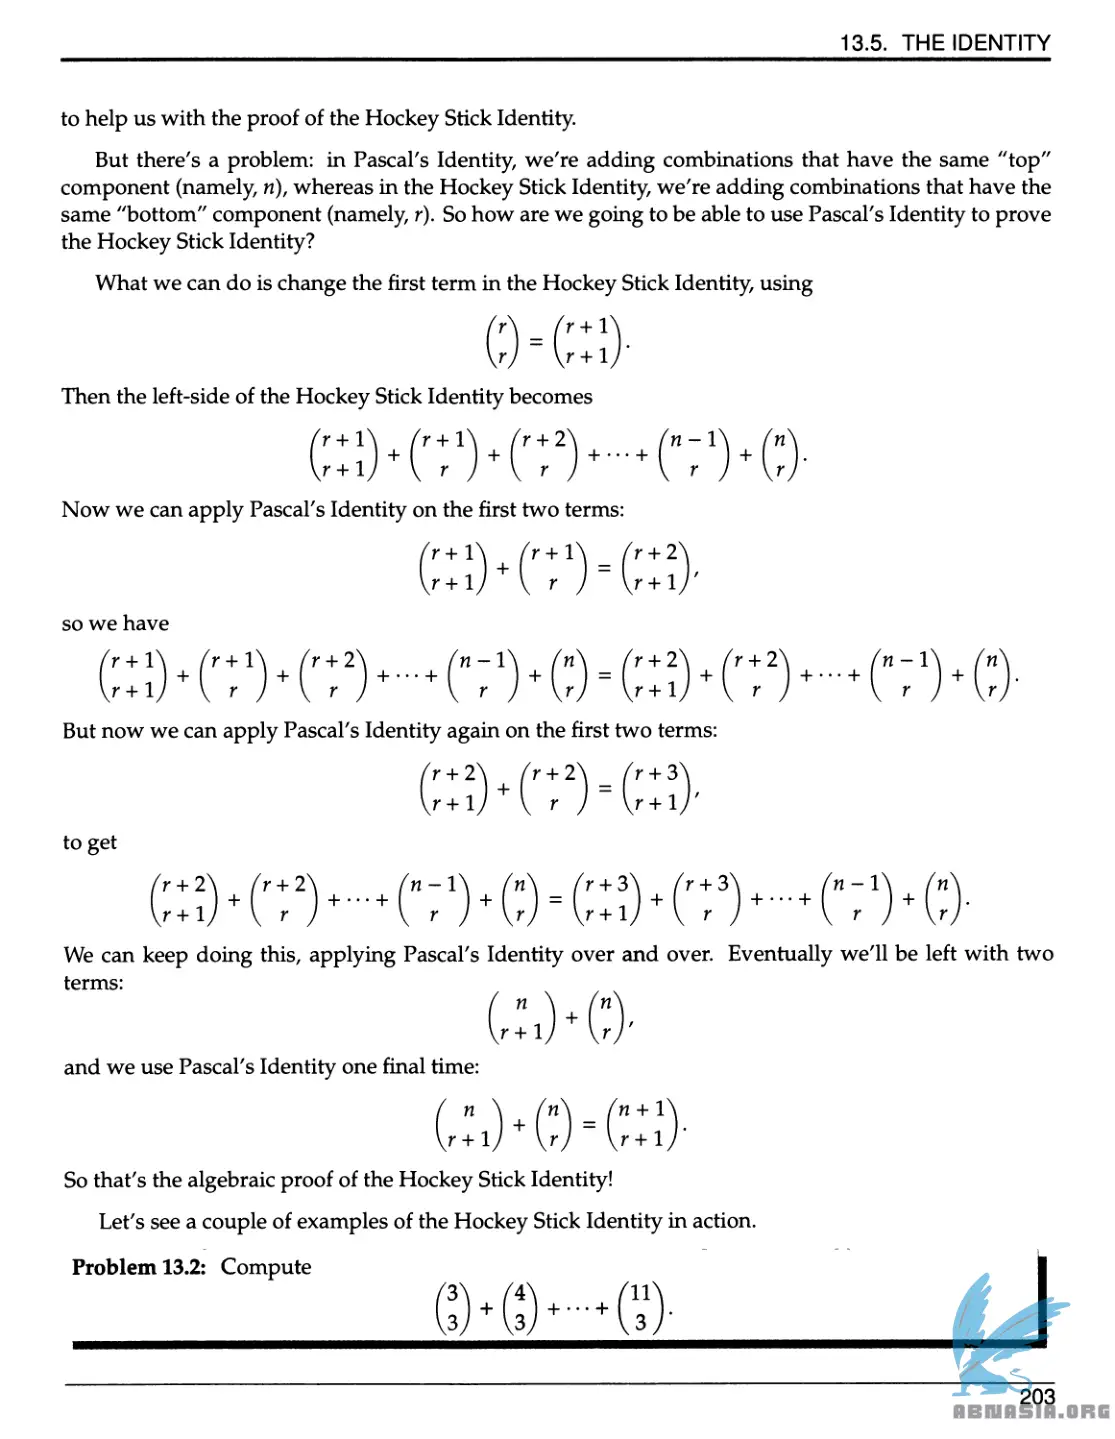 13.5. THE IDENTITY
to help us with the proof of the Hockey Stick Identity.
But there's a problem: in Pascal's Identity, we're adding combinations that have the same "top"
component (namely, n), whereas in the Hockey Stick Identity, we're adding combinations that have the
same "bottom" component (namely, r). So how are we going to be able to use Pascal's Identity to prove
the Hockey Stick Identity?
What we can do is change the first term in the Hockey Stick Identity, using
\binom{r}{r} = \binom{r+1}{r+1}.
Then the left-side of the Hockey Stick Identity becomes
\binom{r+1}{r+1} + \binom{r+1}{r} + \binom{r+2}{r} + \cdots + \binom{n-1}{r} + \binom{n}{r}.
Now we can apply Pascal's Identity on the first two terms:
\binom{r+1}{r+1} + \binom{r+1}{r} = \binom{r+2}{r+1},
so we have
\binom{r+1}{r+1} + \binom{r+1}{r} + \binom{r+2}{r} + \cdots + \binom{n-1}{r} + \binom{n}{r} = \binom{r+2}{r+1} + \binom{r+2}{r} + \cdots + \binom{n-1}{r} + \binom{n}{r}.
But now we can apply Pascal's Identity again on the first two terms:
\binom{r+2}{r+1} + \binom{r+2}{r} = \binom{r+3}{r+1},
to get
\binom{r+2}{r+1} + \binom{r+2}{r} + \cdots + \binom{n-1}{r} + \binom{n}{r} = \binom{r+3}{r+1} + \binom{r+3}{r} + \cdots + \binom{n-1}{r} + \binom{n}{r}.
We can keep doing this, applying Pascal's Identity over and over. Eventually we'll be left with two
terms:
\binom{n}{r+1} + \binom{n}{r},
and we use Pascal's Identity one final time:
\binom{n}{r+1} + \binom{n}{r} = \binom{n+1}{r+1}.
So that's the algebraic proof of the Hockey Stick Identity!
Let's see a couple of examples of the Hockey Stick Identity in action.
Problem 13.2: Compute
\binom{3}{3} + \binom{4}{3} + \cdots + \binom{11}{3}.
203
ABNASIA.ORG